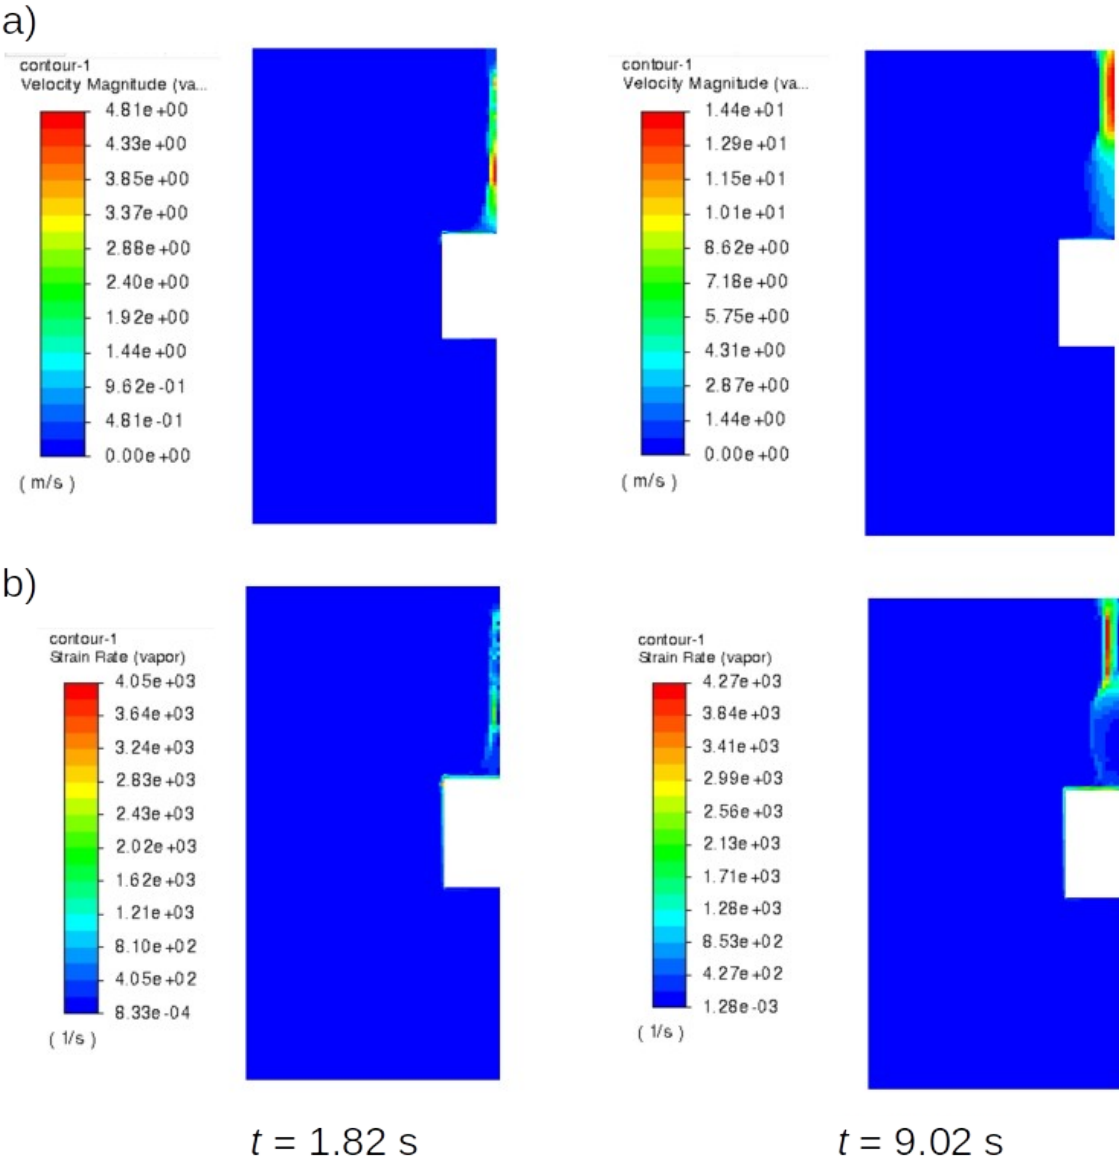 a)
contour-1
Velocity Magnitude (va...
4.81e+00
4.33e+00
3.85e+00
3.37e+00
2.88e+00
2.40e+00
1.92e+00
1.44e+00
9.62e-01
4.81e-01
0.00e+00
( m/s )
contour-1
Velocity Magnitude (va...
1.44e+01
1.29e+01
1.15e+01
1.01e+01
8.62e+00
7.18e+00
5.75e+00
4.31e+00
2.87e+00
1.44e+00
0.00e+00
( m/s )
b)
contour-1
Strain Rate (vapor)
4.05e+03
3.64e+03
3.24e+03
2.83e+03
2.43e+03
2.02e+03
1.62e+03
1.21e+03
8.10e+02
4.05e+02
8.33e-04
( 1/s )
contour-1
Strain Rate (vapor)
4.27e+03
3.84e+03
3.41e+03
2.99e+03
2.56e+03
2.13e+03
1.71e+03
1.28e+03
8.53e+02
4.27e+02
1.28e-03
( 1/s )
t = 1.82 s
t = 9.02 s